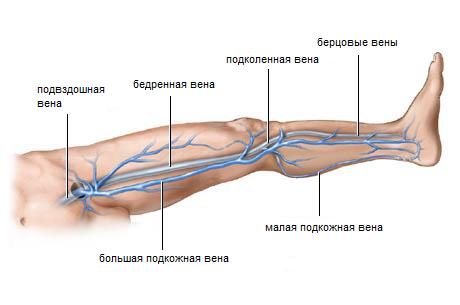 берцовые вены
подколенная вена
бедренная вена
подвздошная
вена
малая подкожная вена
большая подкожная вена